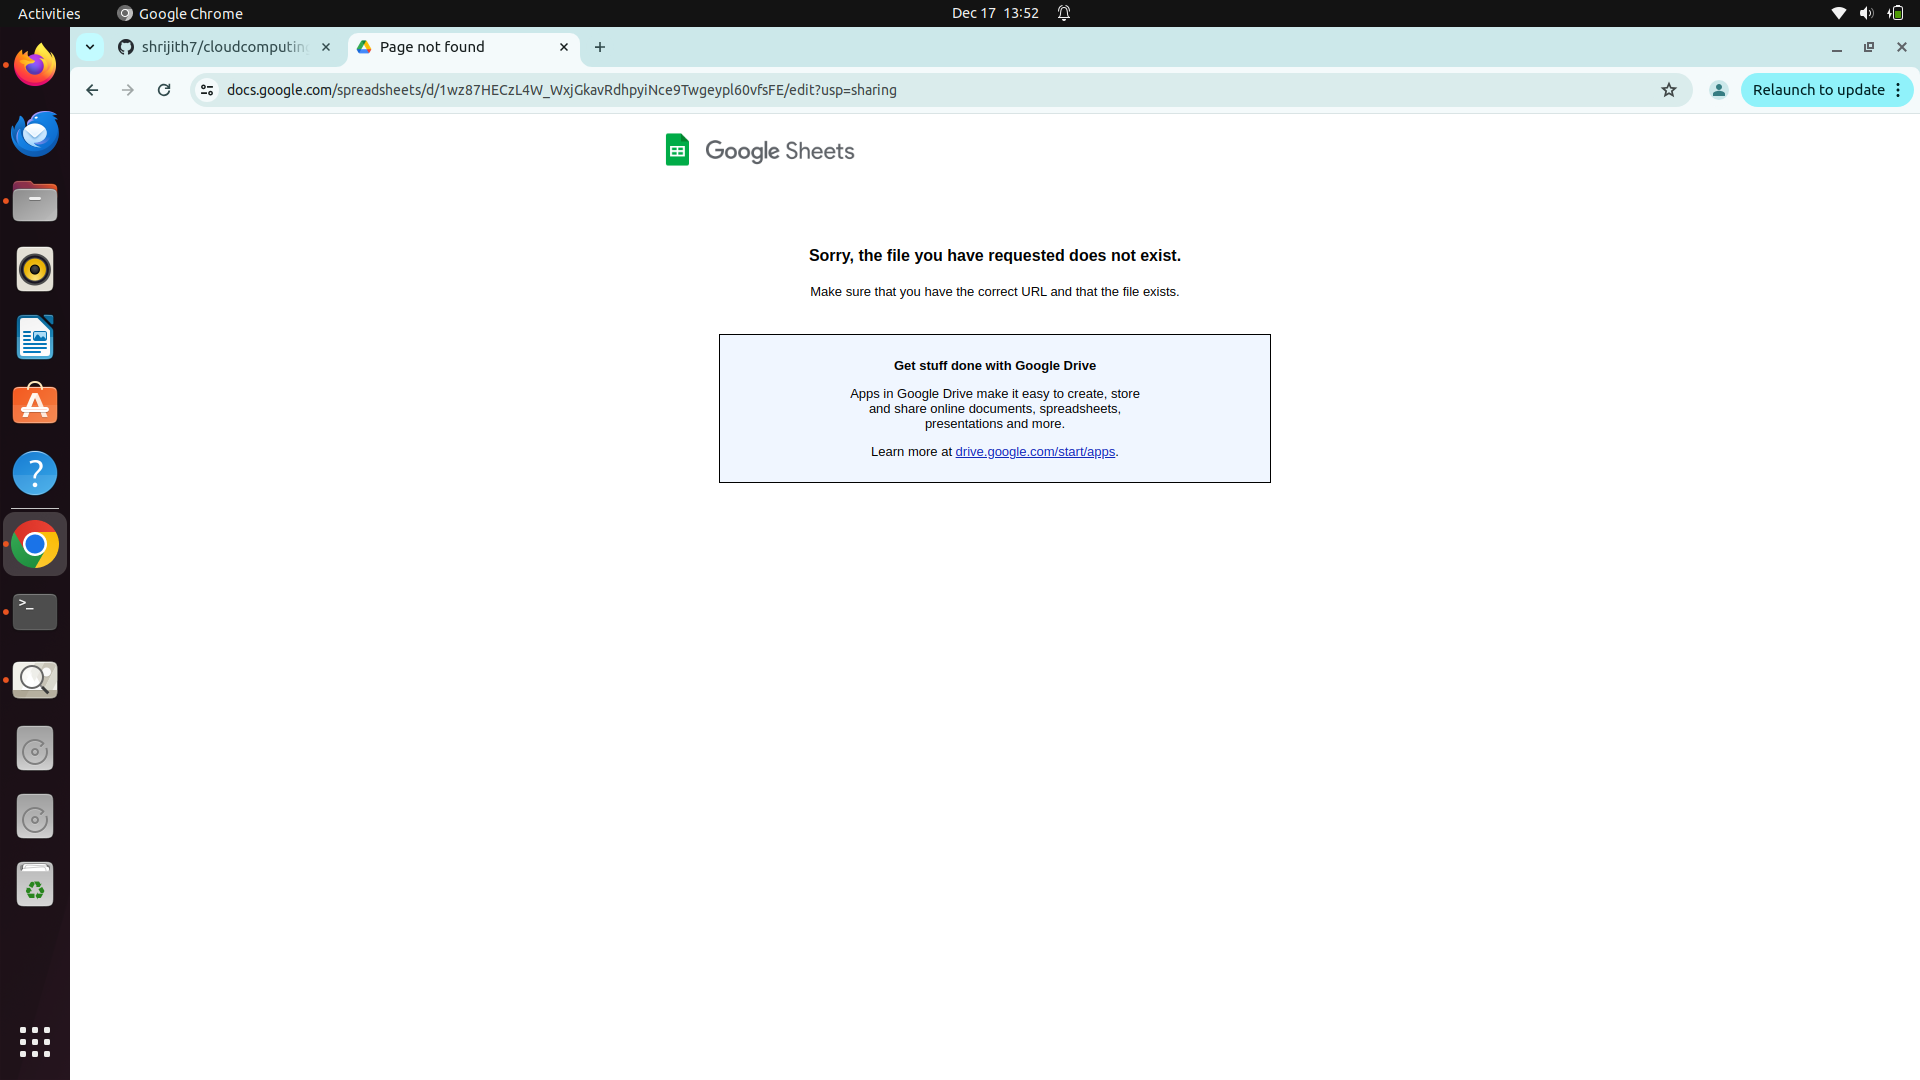 Activities
Google Chrome
Dec 17 13:52
shrijith7/cloudcomputin
Page not found
docs.google.com/spreadsheets/d/1wz87HECzL4W_WxjGkavRdhpyiNce9Twgeypl60vfsFE/edit?usp=sharing
Relaunch to update
Google Sheets
Sorry, the file you have requested does not exist.
Make sure that you have the correct URL and that the file exists.
Get stuff done with Google Drive
Apps in Google Drive make it easy to create, store
and share online documents, spreadsheets,
presentations and more.
Learn more at drive.google.com/start/apps.